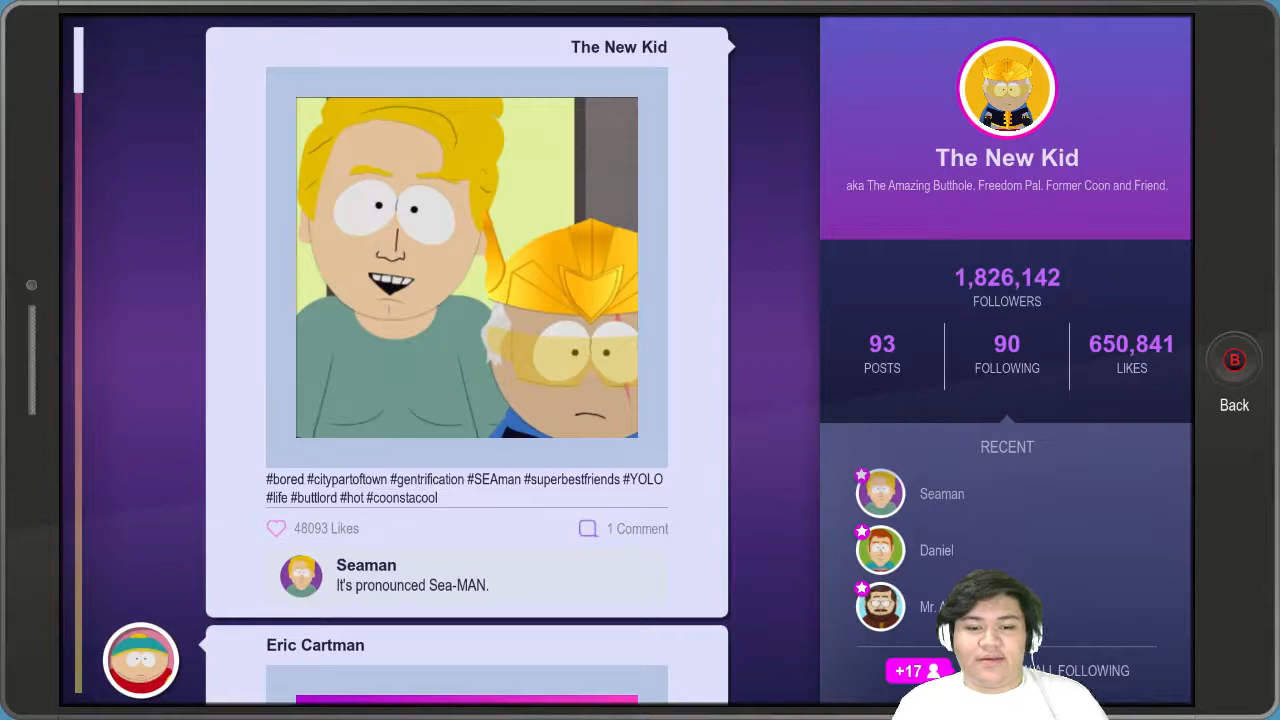 The New Kid
#bored #citypartoftown #gentrification #SEAman #superbestfriends #YOLO
#life #buttlord #hot #coonstacool
48093 Likes
1 Comment
Seaman
It's pronounced Sea-MAN.
Eric Cartman
The New Kid
aka The Amazing Butthole. Freedom Pal. Former Coon and Friend.
1,826,142
FOLLOWERS
93
POSTS
90
FOLLOWING
650,841
LIKES
RECENT
Seaman
Daniel
Mr.
+17
FOLLOWING
B
Back